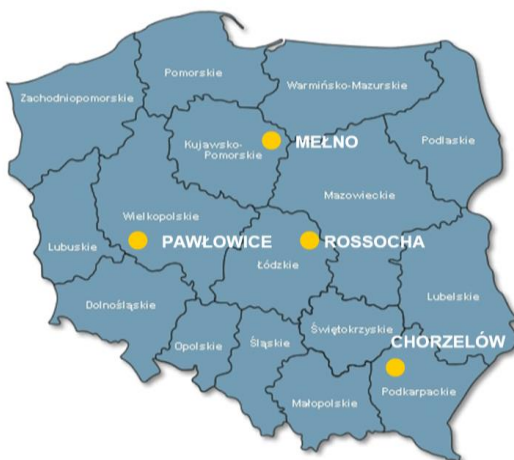 Pomorskie
Warmińsko-Mazurskie
Zachodniopomorskie
MEŁNO
Kujawsko-
Pomorskie
Podlaskie
Mazowieckie
Wielkopolskie
PAWŁOWICE
ROSSOCHA
Lubuskie
Łódzkie
Dolnośląskie
Lubelskie
Opolskie
Śląskie
Świętokrzyskie
CHORZELÓW
Małopolskie
Podkarpackie